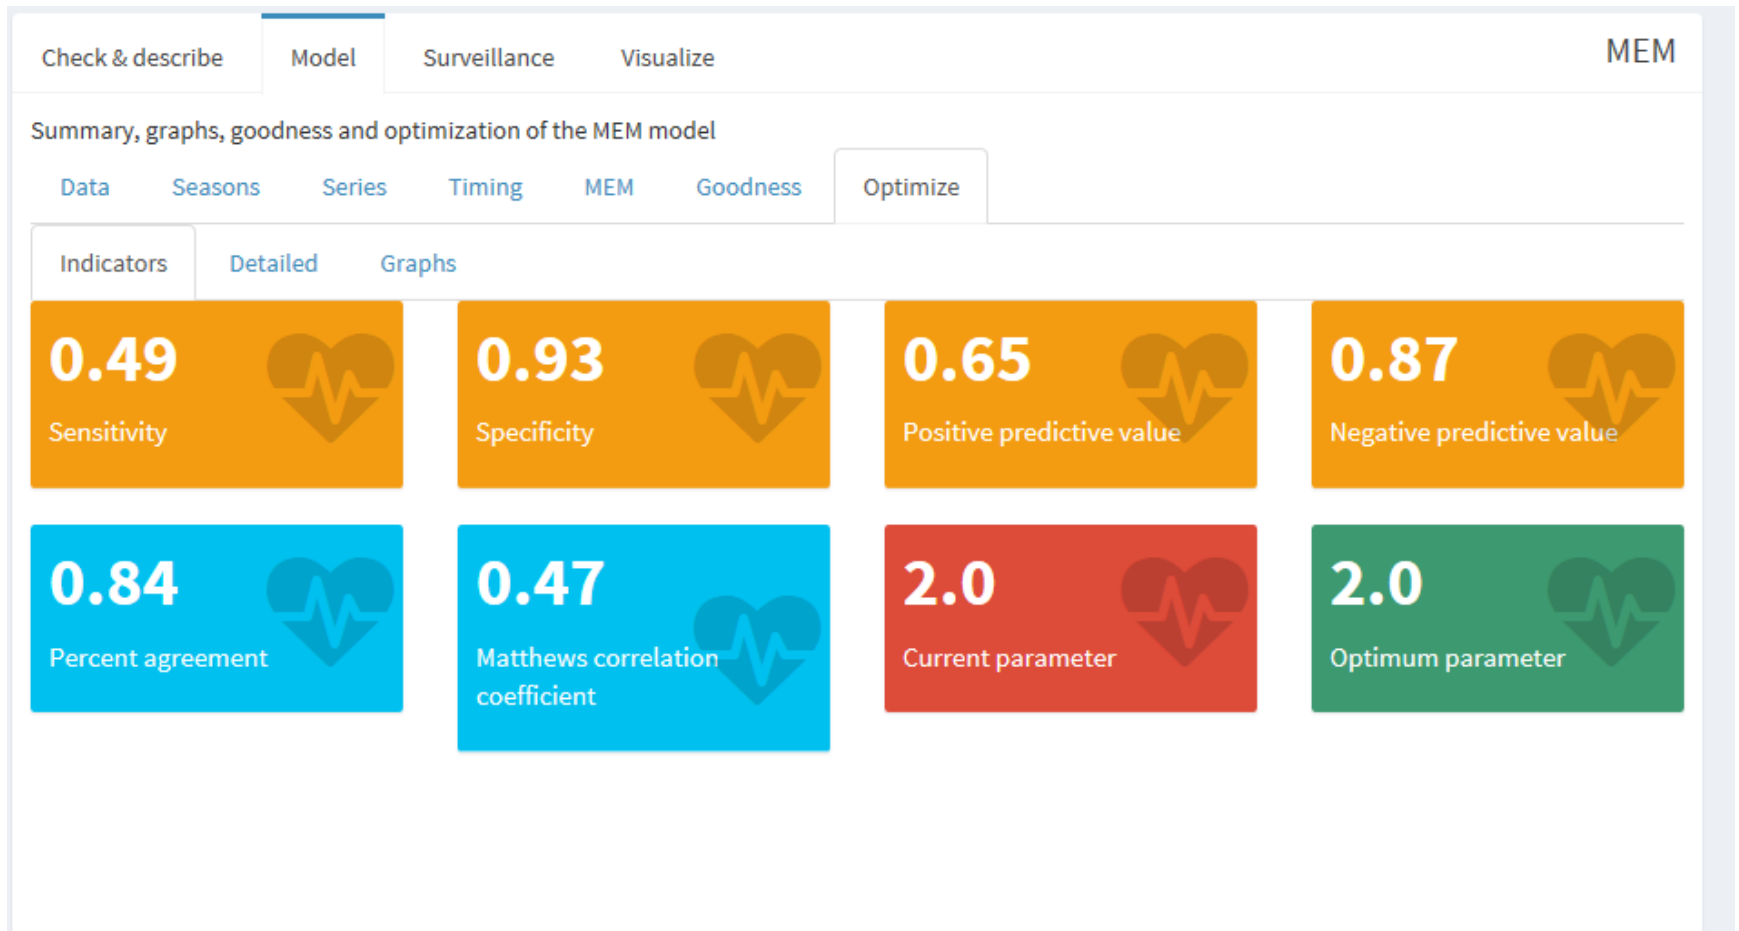 Check & describe
Model
Surveillance
Visualize
MEM
Summary, graphs, goodness and optimization of the MEM model
Data
Seasons
Series
Timing
MEM
Goodness
Optimize
Indicators
Detailed
Graphs
0.49
Sensitivity
0.93
Specificity
0.65
Positive predictive value
0.87
Negative predictive value
0.84
Percent agreement
0.47
Matthews correlation
coefficient
2.0
Current parameter
2.0
Optimum parameter